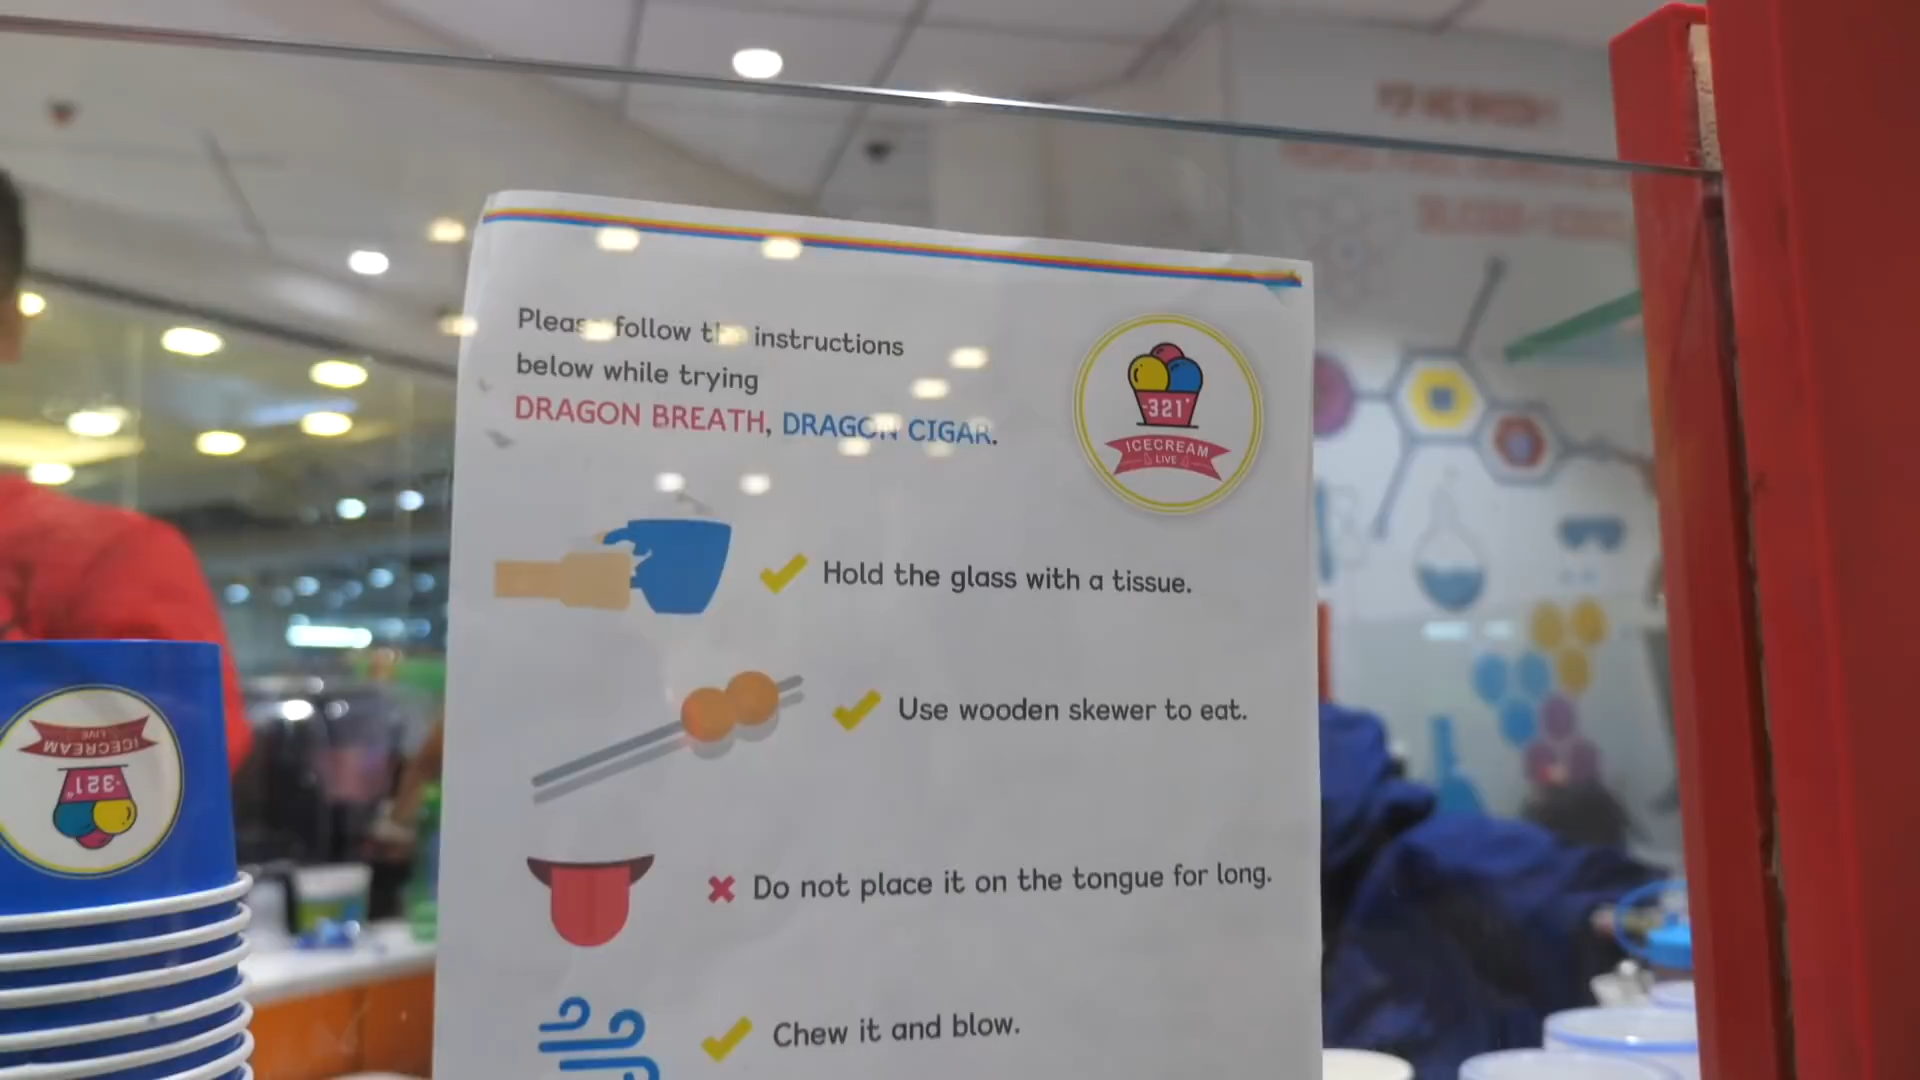 Please follow the instructions
below while trying
DRAGON BREATH, DRAGON CIGAR.
-321°
ICECREAM
LIVE
Hold the glass with a tissue.
Use wooden skewer to eat.
Do not place it on the tongue for long.
Chew it and blow.
ICECREAM
LIVE
-321°